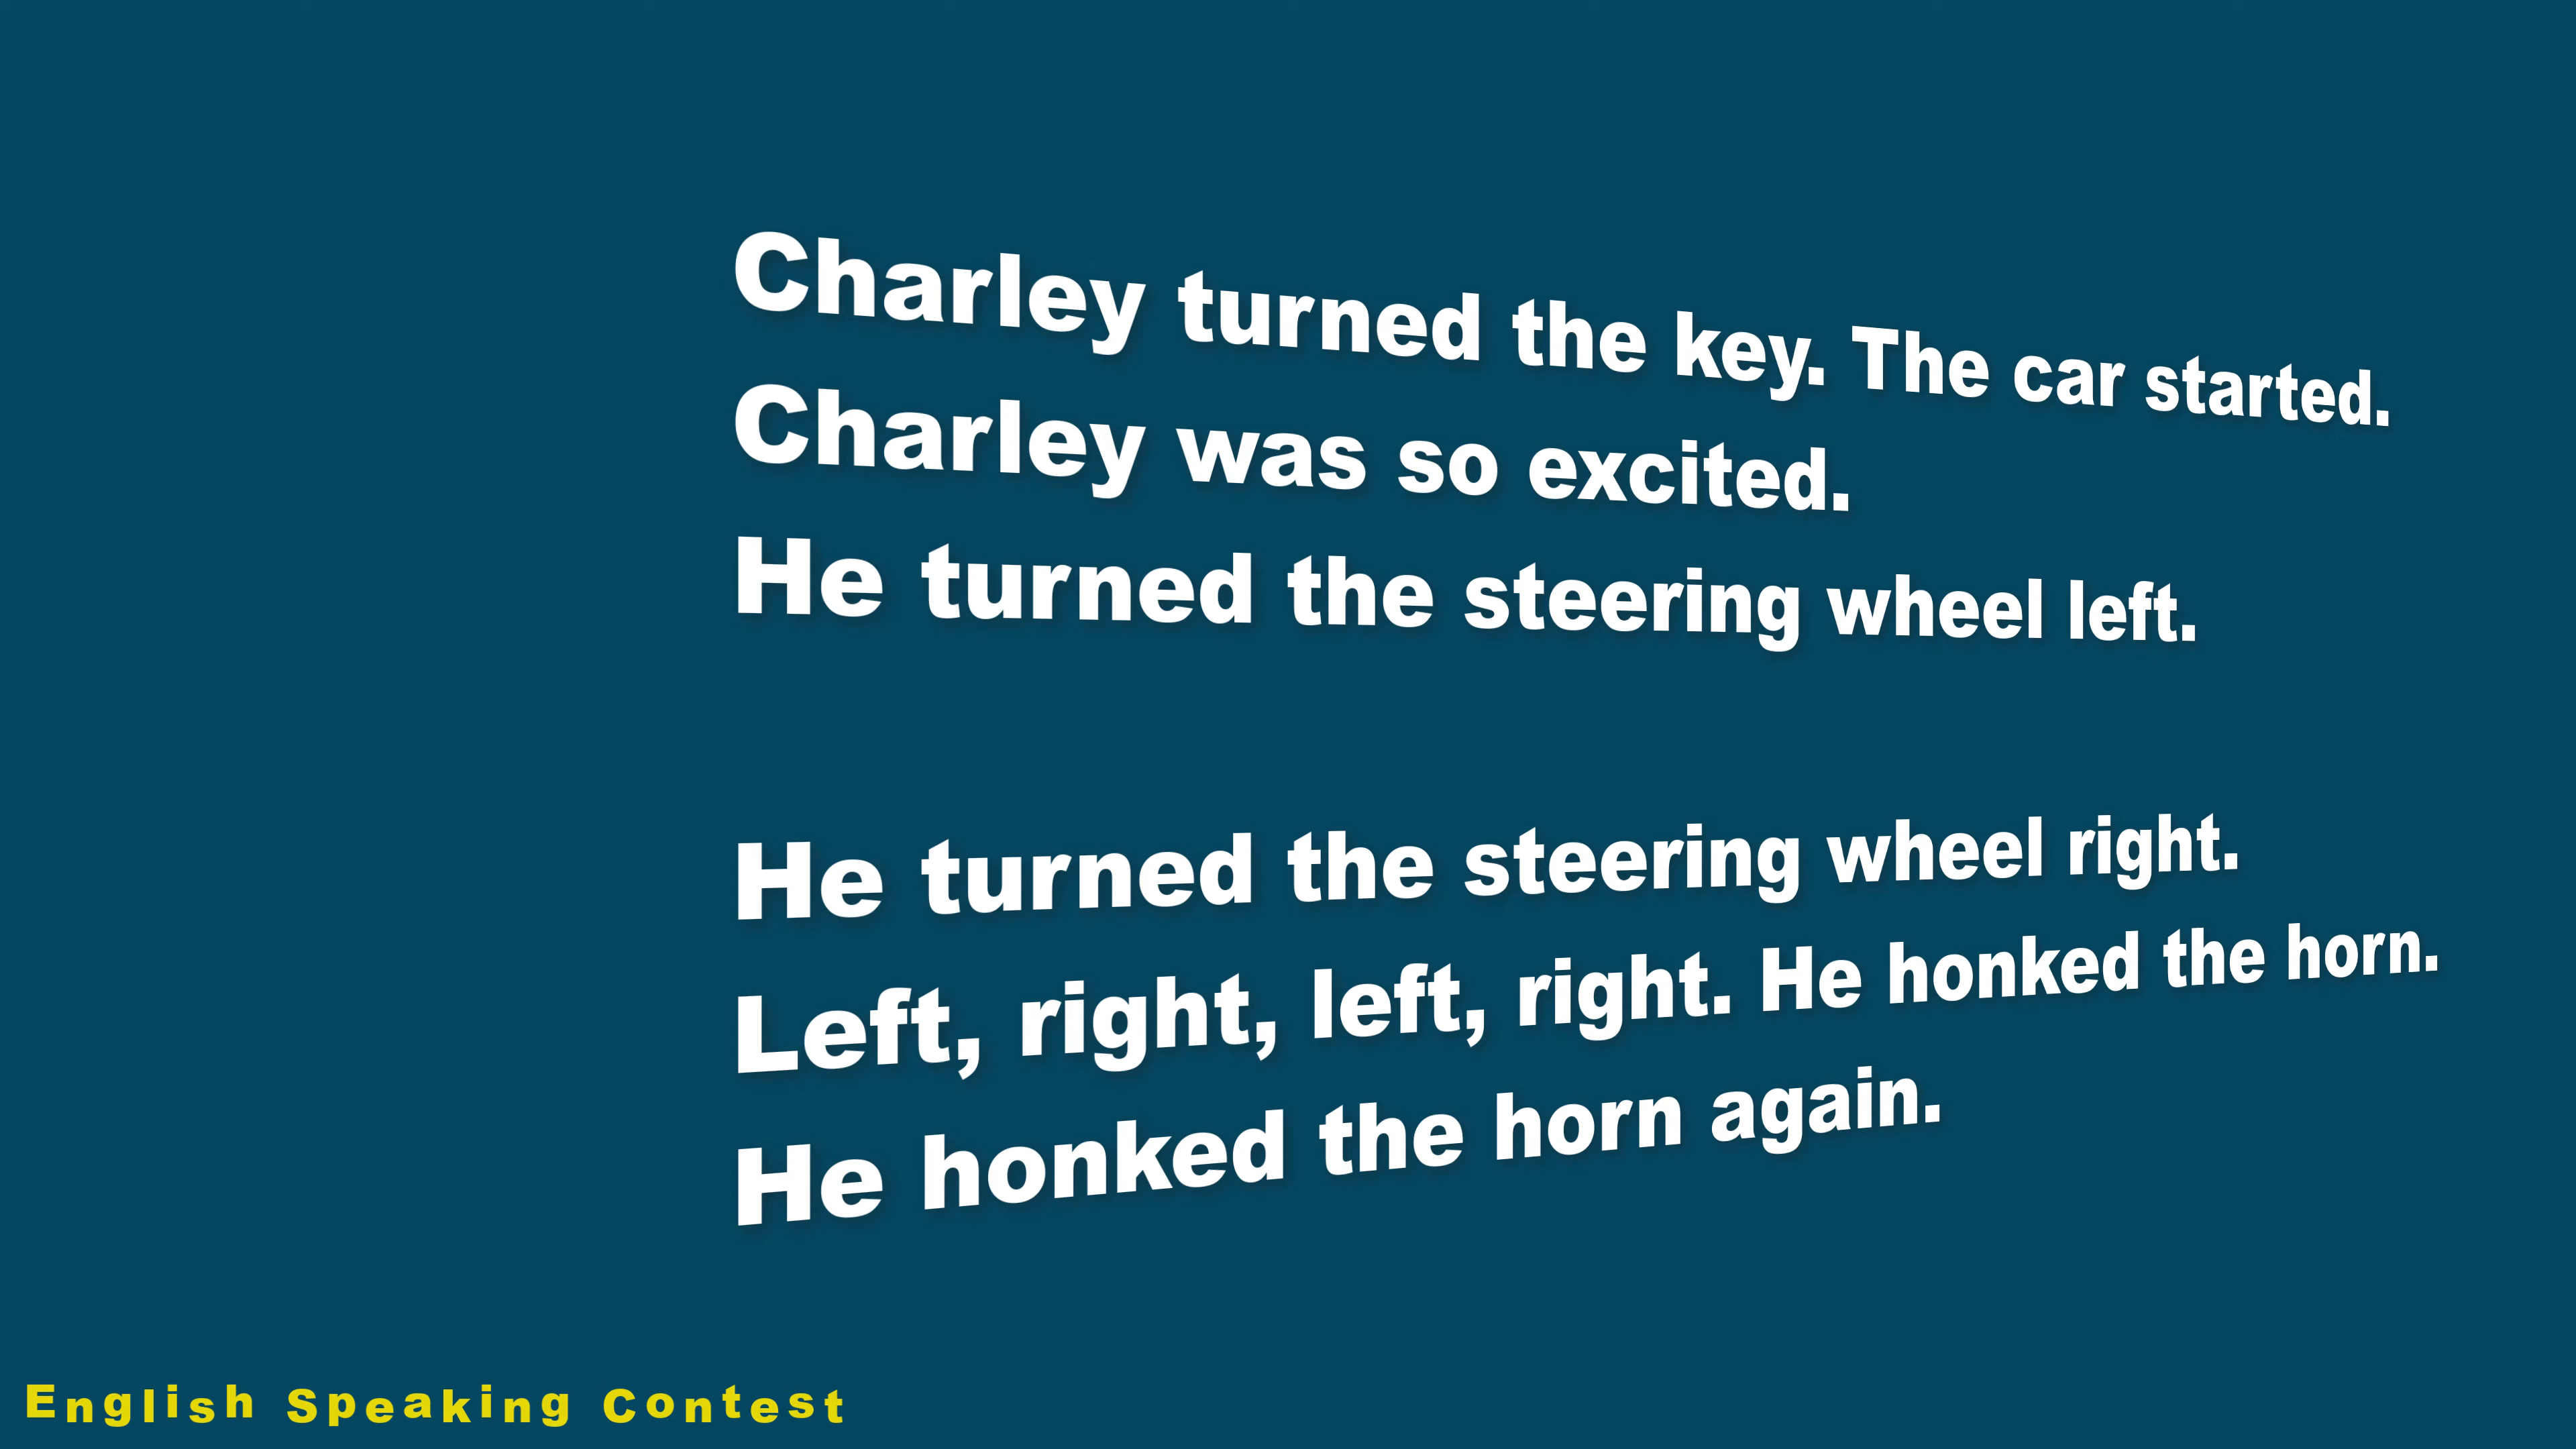 Charley turned the key. The car started.
Charley was so excited.
He turned the steering wheel left.
He turned the steering wheel right.
Left, right, left, right. He honked the horn.
He honked the horn again.
English Speaking Contest